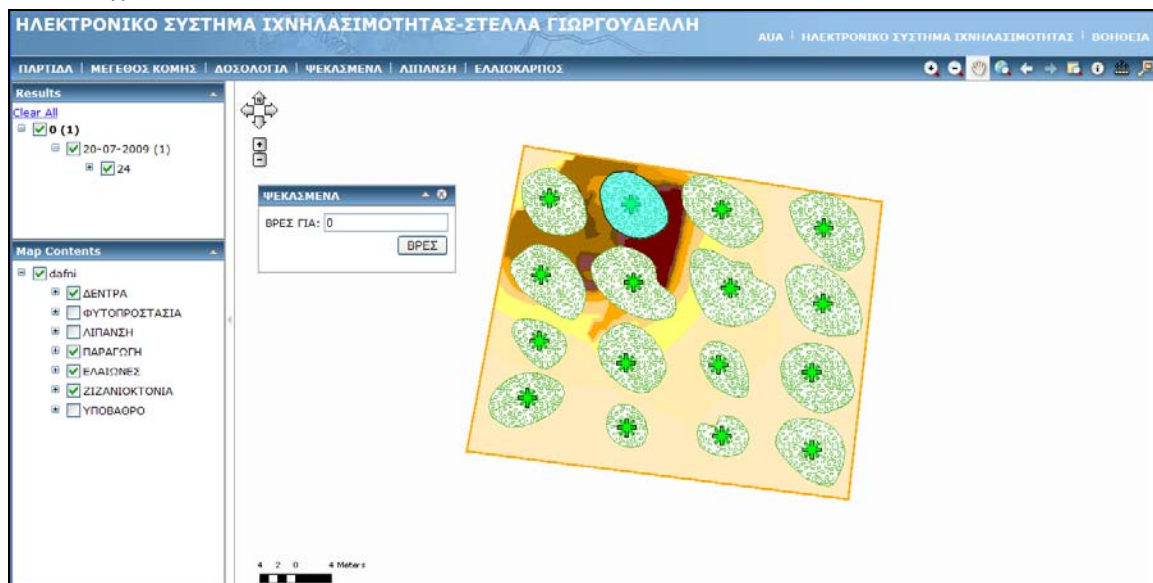 ΗΛΕΚΤΡΟΝΙΚΟ ΣΥΣΤΗΜΑ ΙΧΝΗΛΑΣΙΜΟΤΗΤΑΣ-ΣΤΕΛΛΑ ΓΙΩΡΓΟΥΔΕΛΛΗ
AUA | ΗΛΕΚΤΡΟΝΙΚΟ ΣΥΣΤΗΜΑ ΙΧΝΗΛΑΣΙΜΟΤΗΤΑΣ | ΒΟΗΘΕΙΑ
ΠΑΡΤΙΔΑ | ΜΕΓΕΘΟΣ ΚΟΜΗΣ | ΔΟΣΟΛΟΓΙΑ | ΨΕΚΑΣΜΕΝΑ | ΛΙΠΑΝΣΗ | ΕΛΑΙΟΚΑΡΠΟΣ
Results
Clear All
0 (1)
20-07-2009 (1)
24
Map Contents
dafni
ΔΕΝΤΡΑ
ΦΥΤΟΠΡΟΣΤΑΣΙΑ
ΛΙΠΑΝΣΗ
ΠΑΡΑΓΩΓΗ
ΕΛΑΙΩΝΕΣ
ΖΙΖΑΝΙΟΚΤΟΝΙΑ
ΥΠΟΒΑΘΡΟ
N
ΨΕΚΑΣΜΕΝΑ
ΒΡΕΣ ΓΙΑ: 0
ΒΡΕΣ
4 2 0 4 Meters